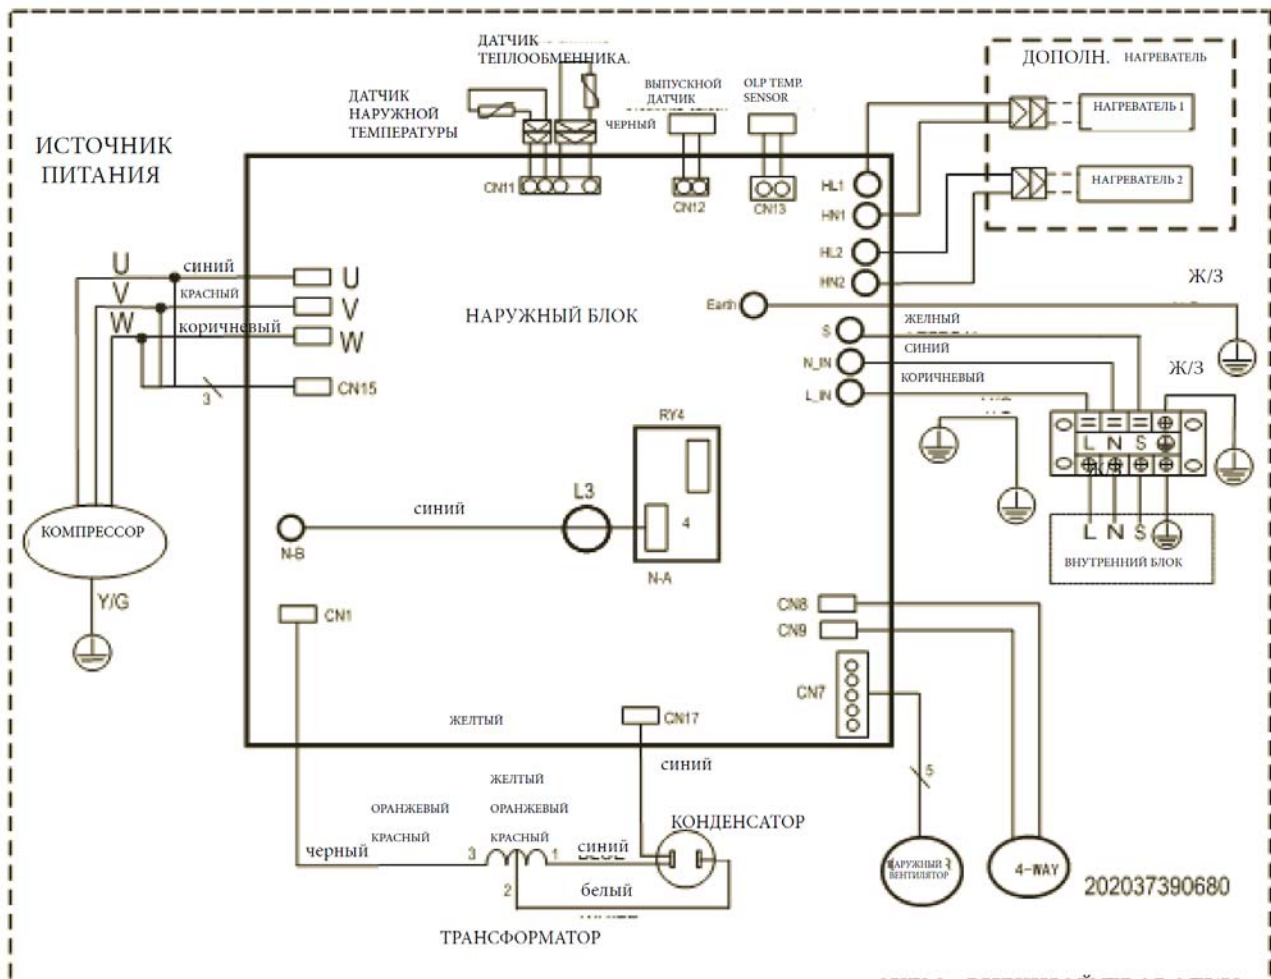 ДАТЧИК
ТЕПЛООБМЕННИКА.
ДАТЧИК
НАРУЖНОЙ
ТЕМПЕРАТУРЫ
ЧЕРНЫЙ
ВЫПУСКНОЙ
ДАТЧИК
OLP TEMP.
SENSOR
ДОПОЛН. НАГРЕВАТЕЛЬ
НАГРЕВАТЕЛЬ 1
НАГРЕВАТЕЛЬ 2
ИСТОЧНИК
ПИТАНИЯ
CN11
CN12
CN13
HL1
HN1
HL2
HN2
Earth
Ж/З
U
синий
U
V
КРАСНЫЙ
V
W
коричневый
W
3
CN15
НАРУЖНЫЙ БЛОК
S
ЖЕЛНЫЙ
N_IN
СИНИЙ
L_IN
КОРИЧНЕВЫЙ
Ж/З
L N S
Ж/З
L N S
ВНУТРЕННИЙ БЛОК
RY4
4
N-A
L3
синий
N-B
КОМПРЕССОР
Y/G
CN1
CN8
CN9
CN7
5
CN17
ЖЕЛТЫЙ
синий
ЖЕЛТЫЙ
ОРАНЖЕВЫЙ
ОРАНЖЕВЫЙ
КРАСНЫЙ
КРАСНЫЙ
черный
3
1
2
синий
белый
КОНДЕНСАТОР
ТРАНСФОРМАТОР
НАРУЖНЫЙ
ВЕНТИЛЯТОР
4-WAY
202037390680